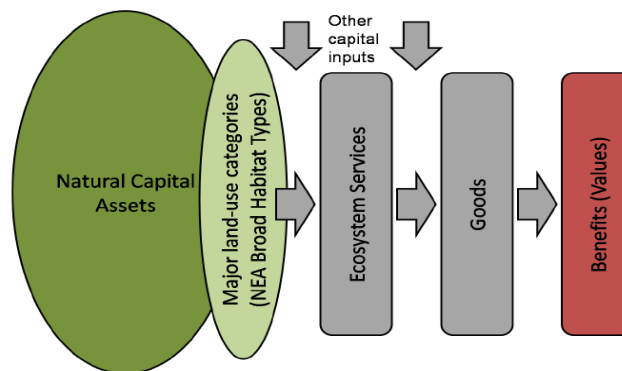 Other
capital
inputs
Natural Capital
Assets
Major land-use categories
(NEA Broad Habitat Types)
Ecosystem Services
Goods
Benefits (Values)